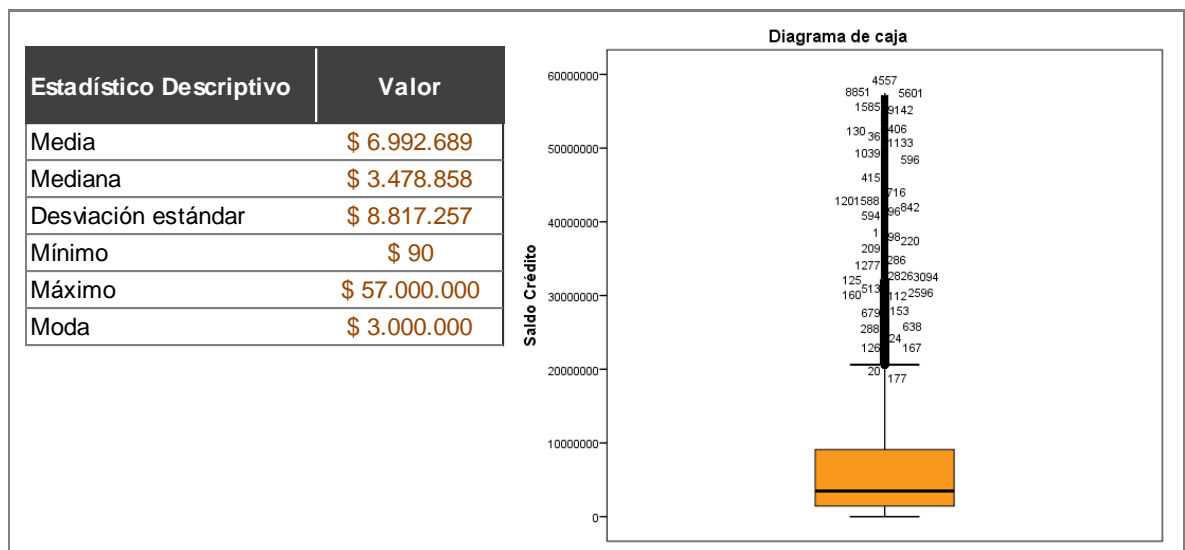 Estadístico Descriptivo Valor
Media $ 6.992.689
Mediana $ 3.478.858
Desviación estándar $ 8.817.257
Mínimo $ 90
Máximo $ 57.000.000
Moda $ 3.000.000
Diagrama de caja
Saldo Crédito
60000000
50000000
40000000
30000000
20000000
10000000
0
4557
8851 5601
1585 9142
130 36 406
1133
1039 596
415
716
1201 588 842
594 96
1 98 220
209
286
1277
125 2826 3094
160 513 112 2596
679 153
288 638
24
126 167
20 177